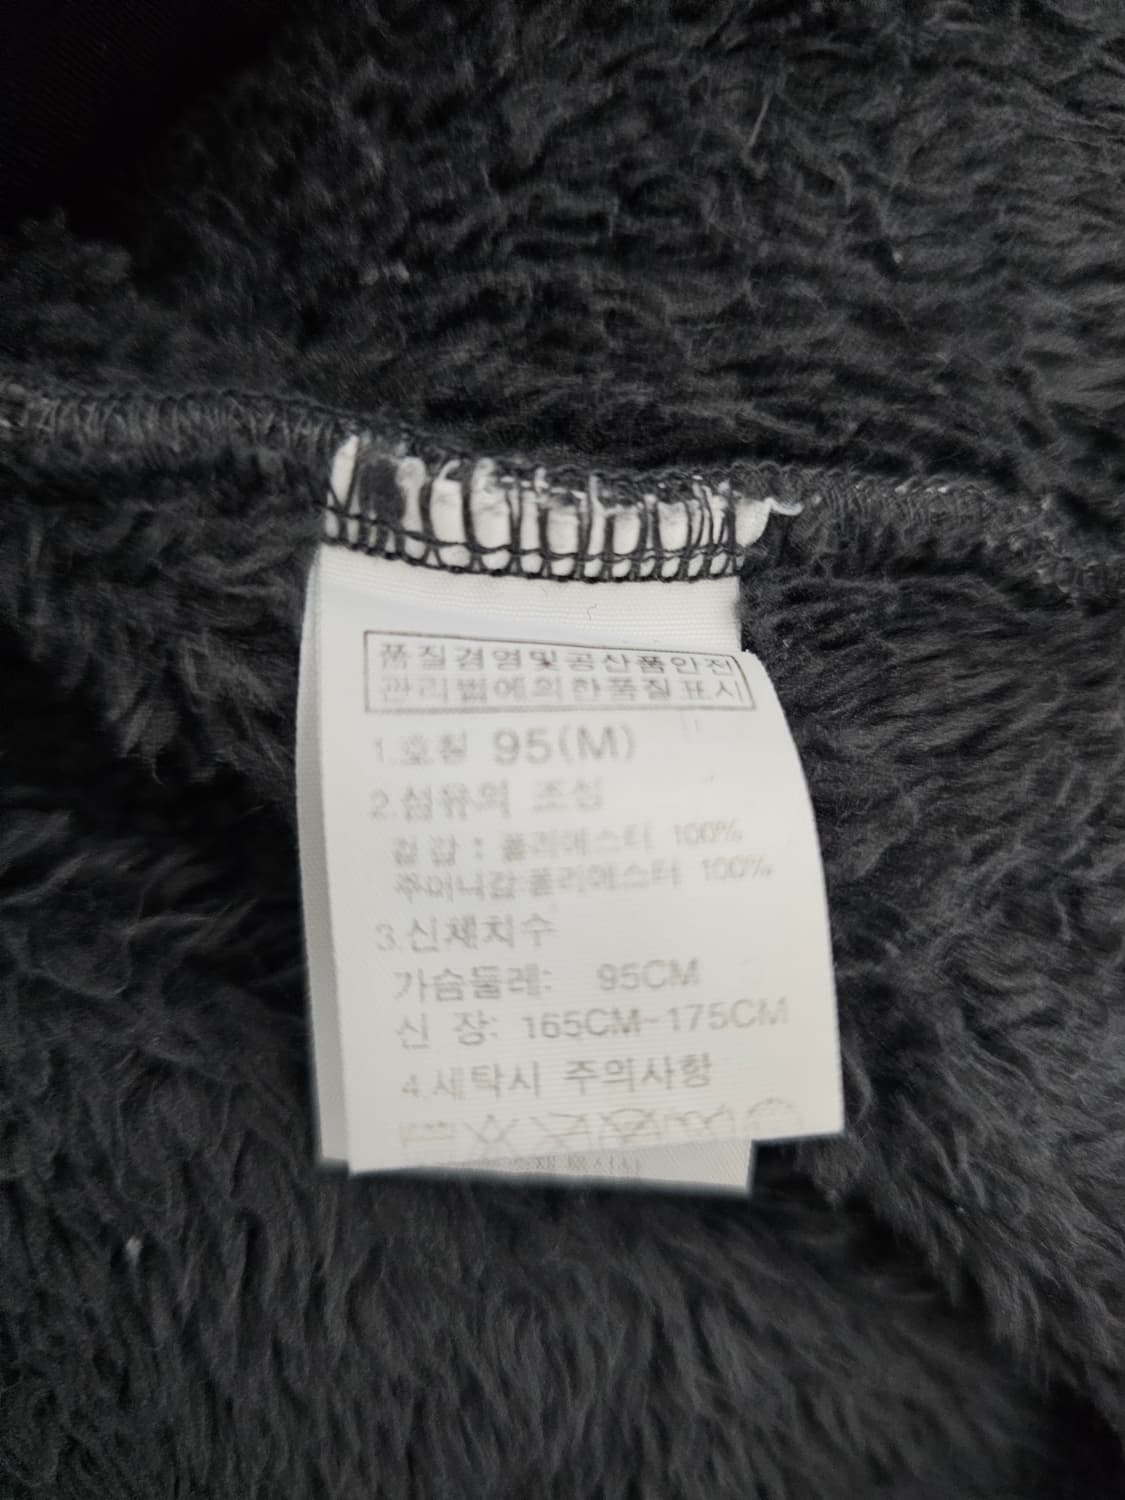 품질경영및공산품안전
관리법에의한품질표시
1.호칭 95(M)
2.섬유의 조성
겉감 : 폴리에스터 100%
주머니감:폴리에스터 100%
3.신체치수
가슴둘레: 95CM
신 장: 165CM-175CM
4.세탁시 주의사항